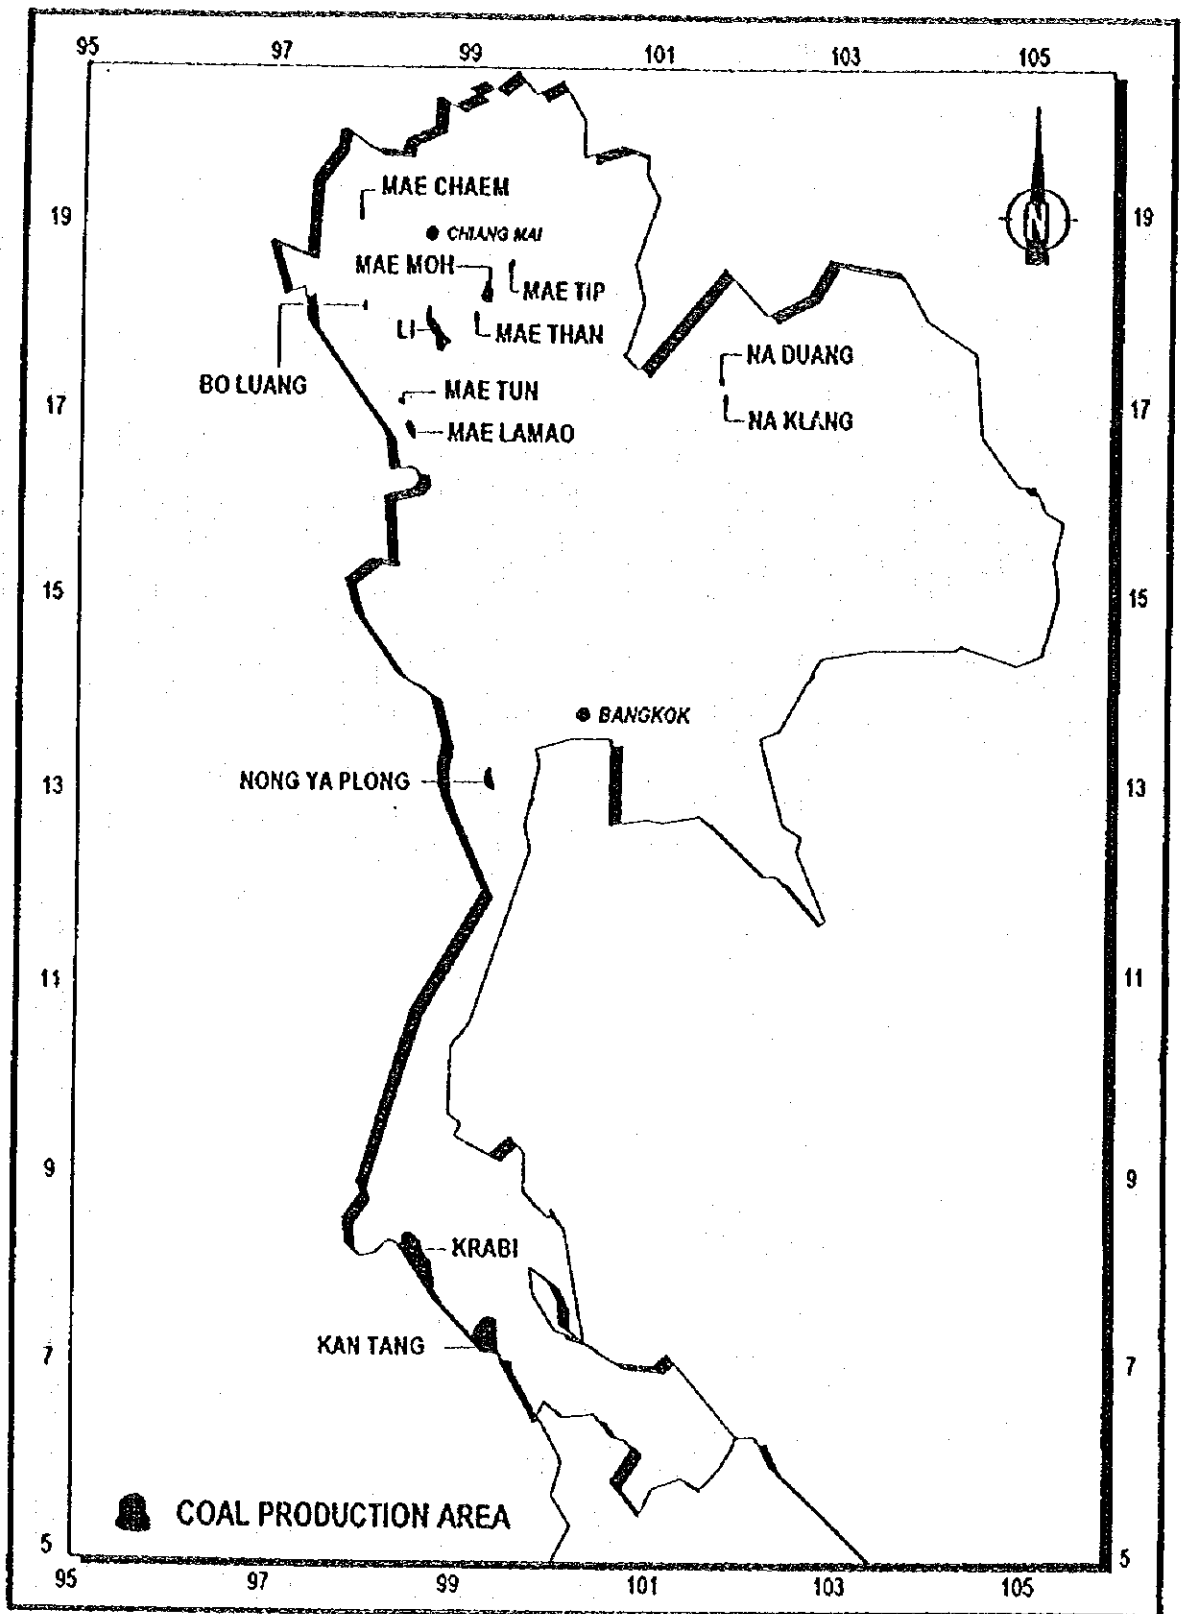 95 97 99 101 103 105
MAE CHAEM
19 19
CHIANG MAI
N
MAE MOH
MAE TIP
LI
MAE THAN
NA DUANG
BO LUANG
MAE TUN
17 17
NA KLANG
MAE LAMAO
15 15
BANGKOK
NONG YA PLONG
13 13
11 11
9 9
KRABI
KAN TANG
7 7
COAL PRODUCTION AREA
5 5
95 97 99 101 103 105